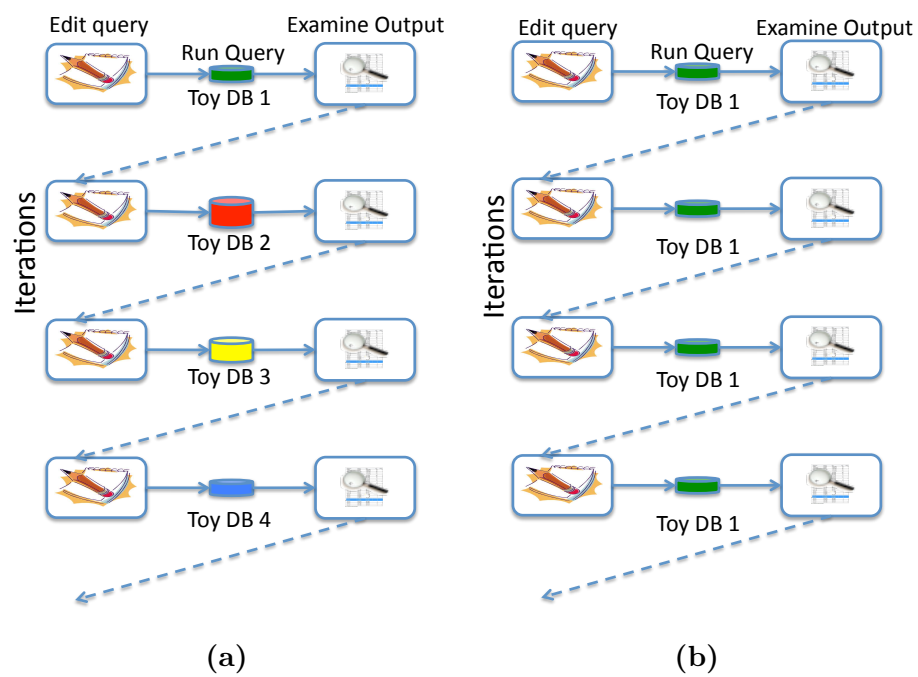 Edit query
Examine Output
Run Query
Toy DB 1
Iterations
Toy DB 2
Toy DB 3
Toy DB 4
(a)
Edit query
Examine Output
Run Query
Toy DB 1
Iterations
Toy DB 1
Toy DB 1
Toy DB 1
(b)